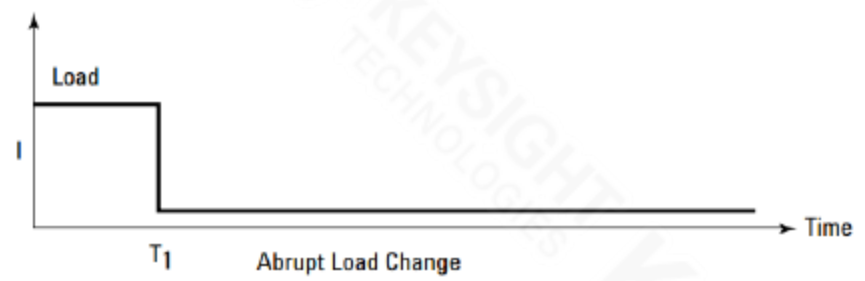 KEYSIGHT
TECHNOLOGIES
Load
I
Time
T1
Abrupt Load Change